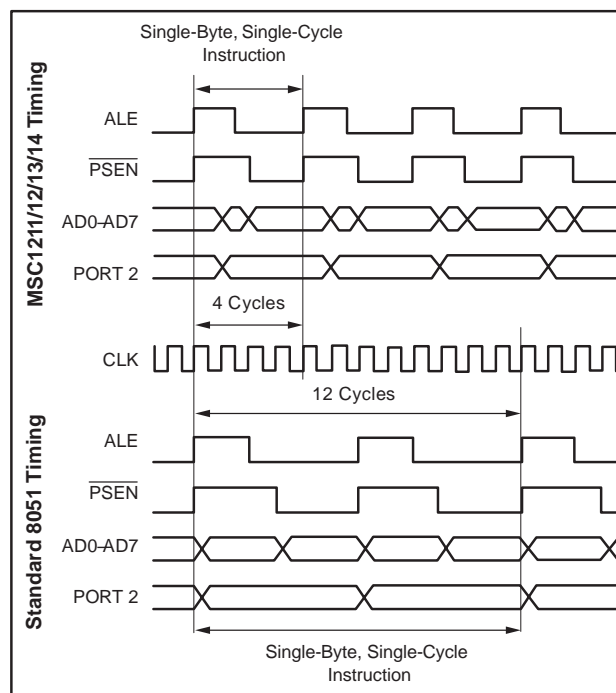 Single-Byte, Single-Cycle
Instruction
MSC1211/12/13/14 Timing
ALE
PSEN
AD0-AD7
PORT 2
4 Cycles
CLK
12 Cycles
Standard 8051 Timing
ALE
PSEN
AD0-AD7
PORT 2
Single-Byte, Single-Cycle
Instruction